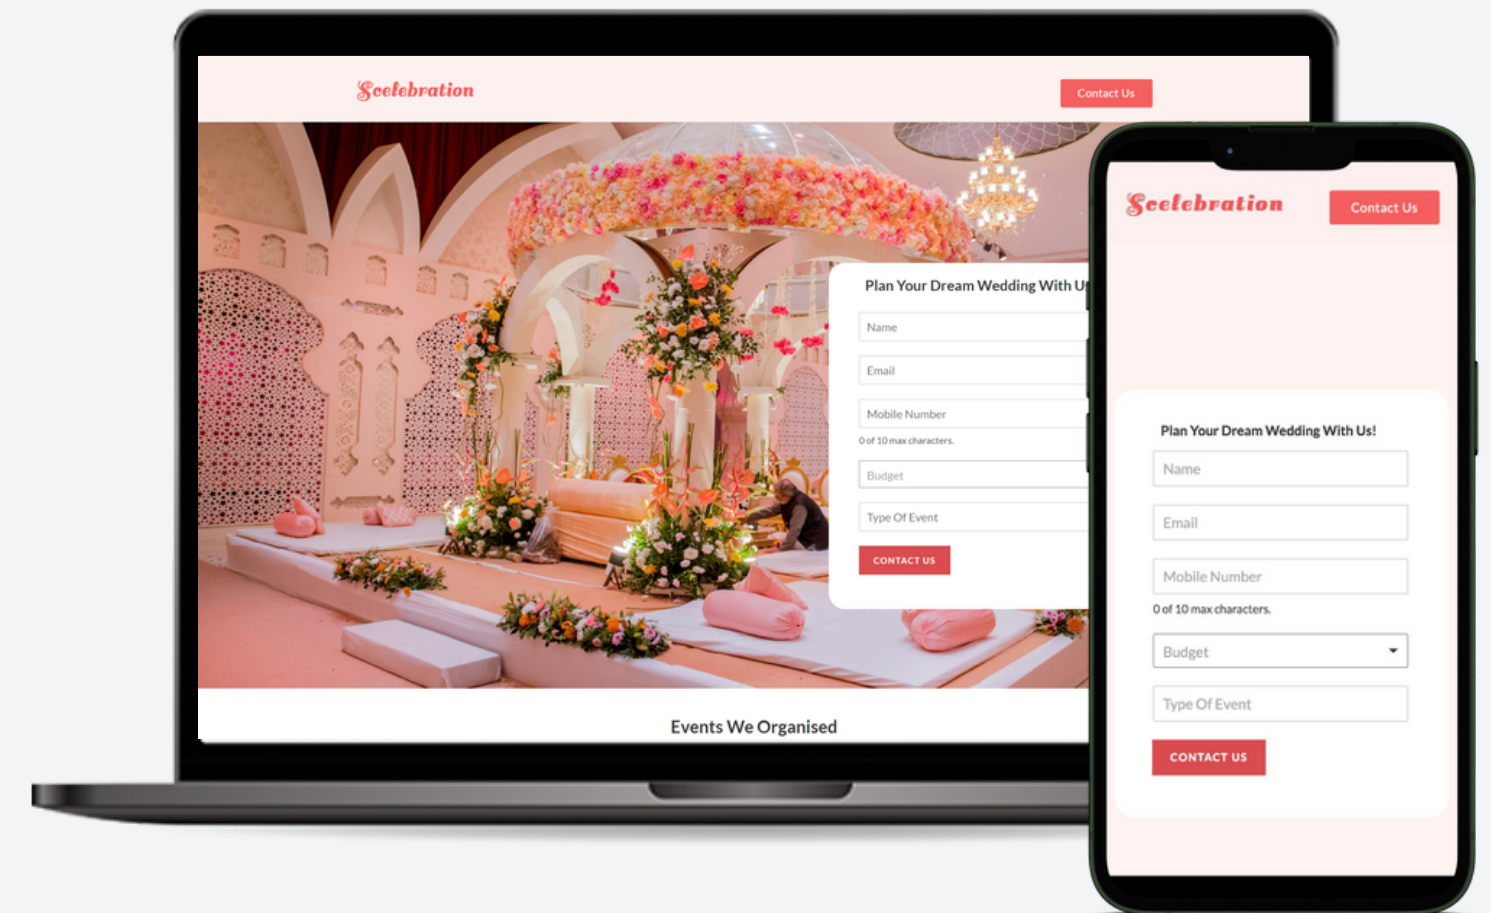 Scelebration
Contact Us
Plan Your Dream Wedding With
Name
Email
Mobile Number
0 of 10 max characters.
Budget
Type Of Event
CONTACT US
Events We Organised
Scelebration
Contact Us
Plan Your Dream Wedding With Us!
Name
Email
Mobile Number
0 of 10 max characters.
Budget
Type Of Event
CONTACT US